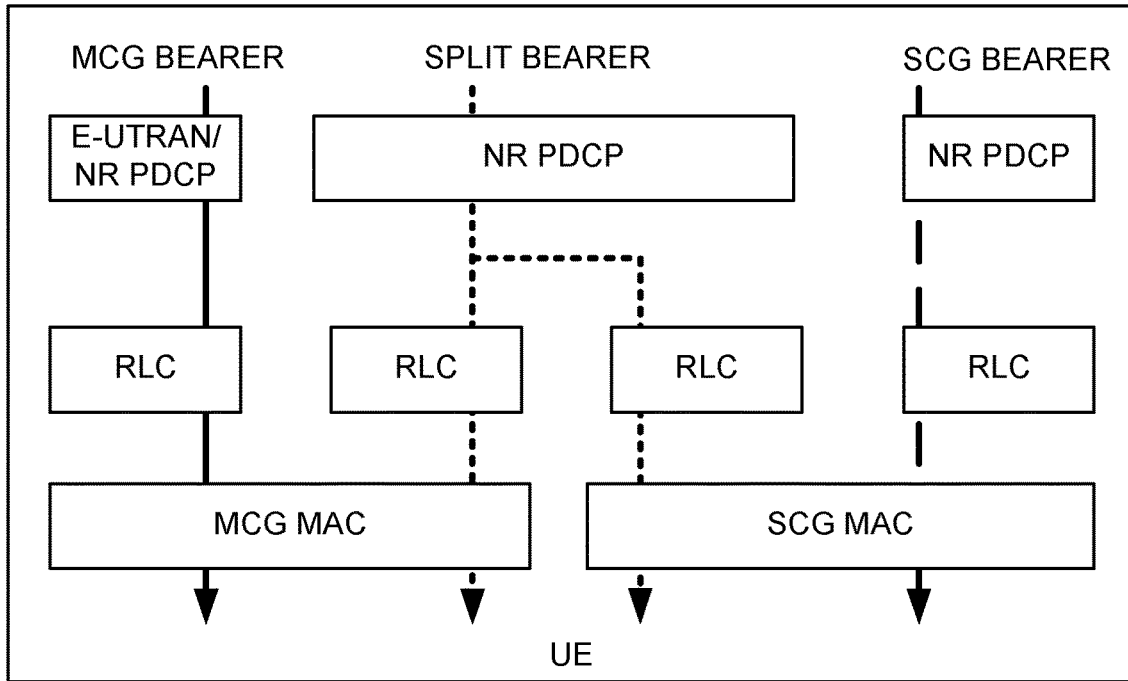 MCG BEARER
SPLIT BEARER
SCG BEARER
E-UTRAN/
NR PDCP
NR PDCP
NR PDCP
RLC
RLC
RLC
RLC
MCG MAC
SCG MAC
UE